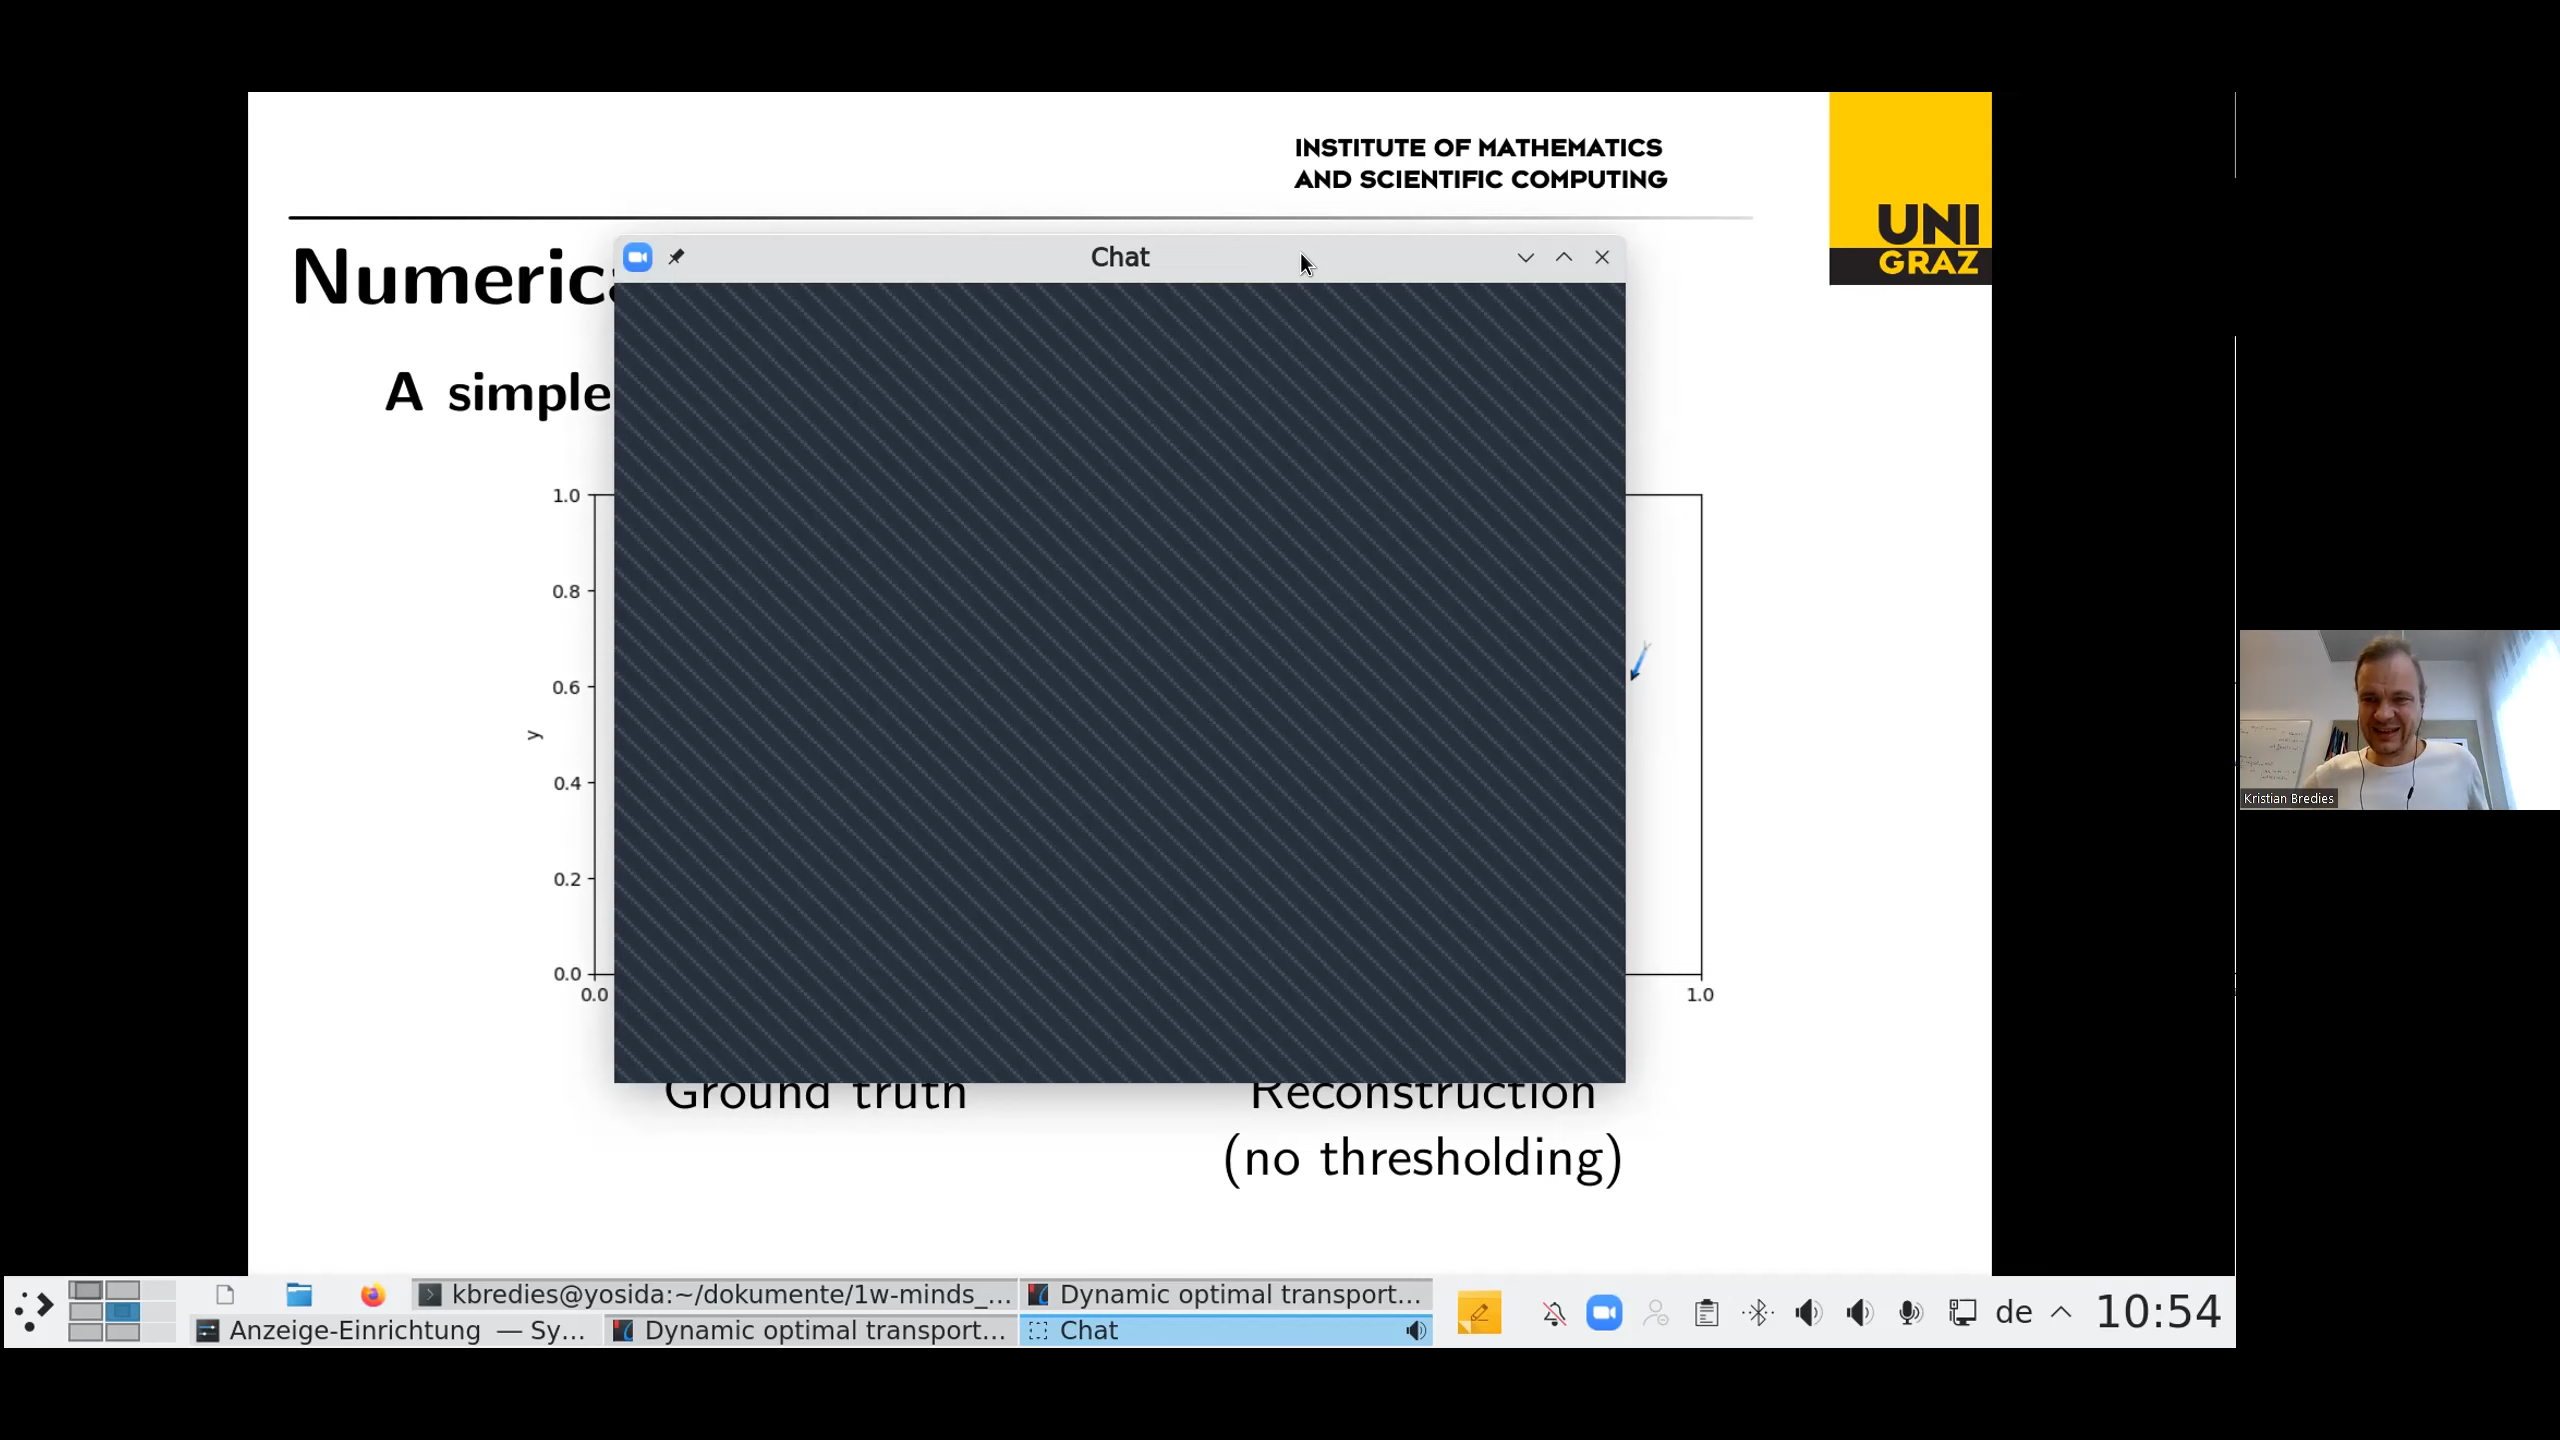 INSTITUTE OF MATHEMATICS
AND SCIENTIFIC COMPUTING
UNI
GRAZ
Numeric
Chat
A simple
1.0
0.8
0.6
y
0.4
0.2
0.0
0.0
1.0
Ground truth
Reconstruction
(no thresholding)
Kristian Bredies
kbredies@yosida:~/dokumente/1w-minds_...
Dynamic optimal transport...
Anzeige-Einrichtung — Sy...
Dynamic optimal transport...
Chat
de
10:54